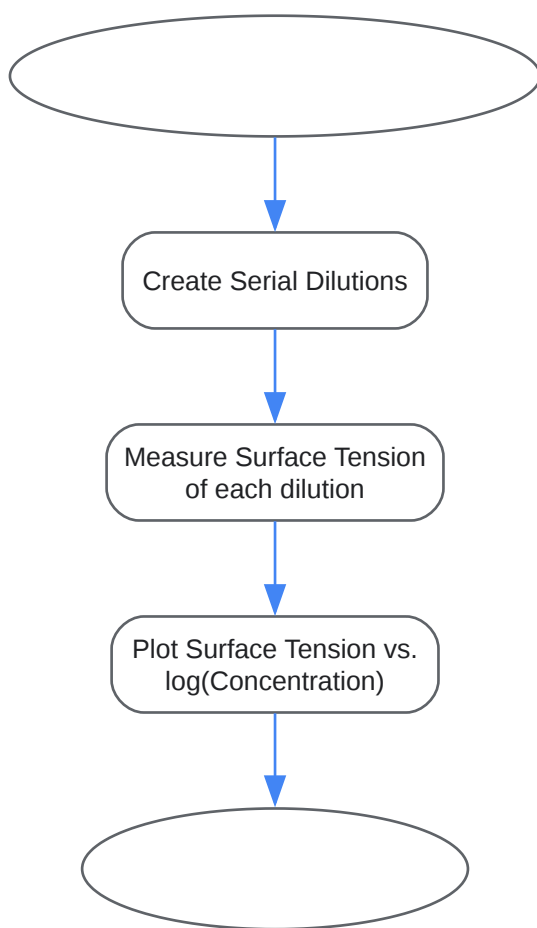 Create Serial Dilutions
Measure Surface Tension
of each dilution
Plot Surface Tension vs.
log(Concentration)